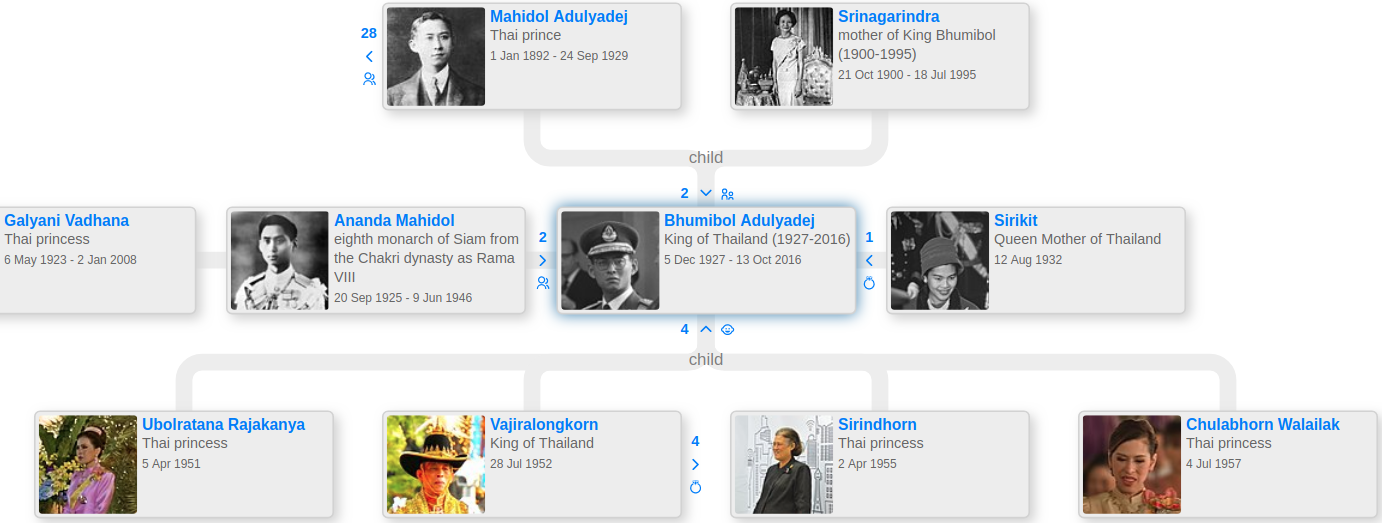 28
Mahidol Adulyadej
Thai prince
1 Jan 1892 - 24 Sep 1929
Srinagarindra
mother of King Bhumibol
(1900-1995)
21 Oct 1900 - 18 Jul 1995
child
2
Galyani Vadhana
Thai princess
6 May 1923 - 2 Jan 2008
Ananda Mahidol
eighth monarch of Siam from
the Chakri dynasty as Rama
VIII
20 Sep 1925 - 9 Jun 1946
2
Bhumibol Adulyadej
King of Thailand (1927-2016)
5 Dec 1927 - 13 Oct 2016
1
Sirikit
Queen Mother of Thailand
12 Aug 1932
4
child
Ubolratana Rajakanya
Thai princess
5 Apr 1951
Vajiralongkorn
King of Thailand
28 Jul 1952
4
Sirindhorn
Thai princess
2 Apr 1955
Chulabhorn Walailak
Thai princess
4 Jul 1957